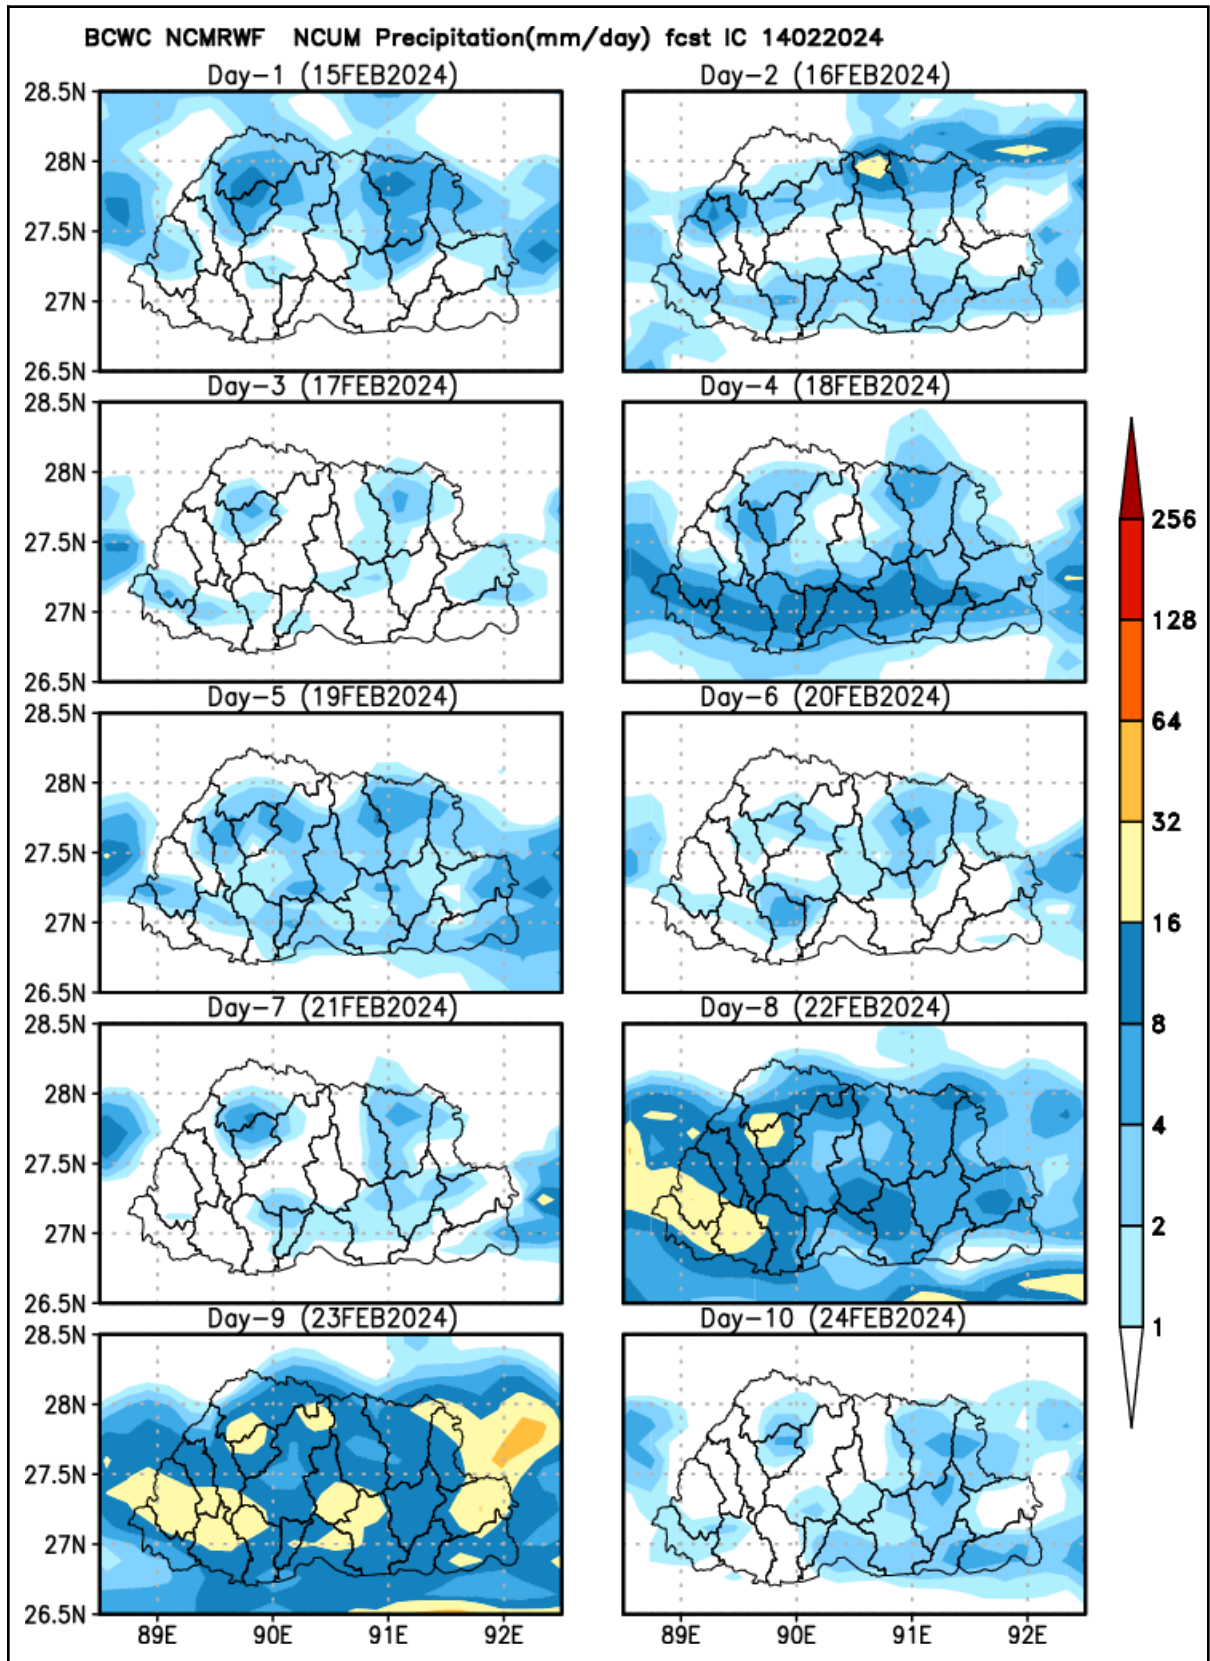 BCWC NCMRWF NCUM Precipitation(mm/day) fcst IC 14022024
Day-1 (15FEB2024)
Day-2 (16FEB2024)
28.5N
28N
27.5N
27N
26.5N
Day-3 (17FEB2024)
Day-4 (18FEB2024)
28.5N
28N
27.5N
27N
26.5N
Day-5 (19FEB2024)
Day-6 (20FEB2024)
28.5N
28N
27.5N
27N
26.5N
Day-7 (21FEB2024)
Day-8 (22FEB2024)
28.5N
28N
27.5N
27N
26.5N
Day-9 (23FEB2024)
Day-10 (24FEB2024)
28.5N
28N
27.5N
27N
26.5N
89E 90E 91E 92E
89E 90E 91E 92E
256
128
64
32
16
8
4
2
1